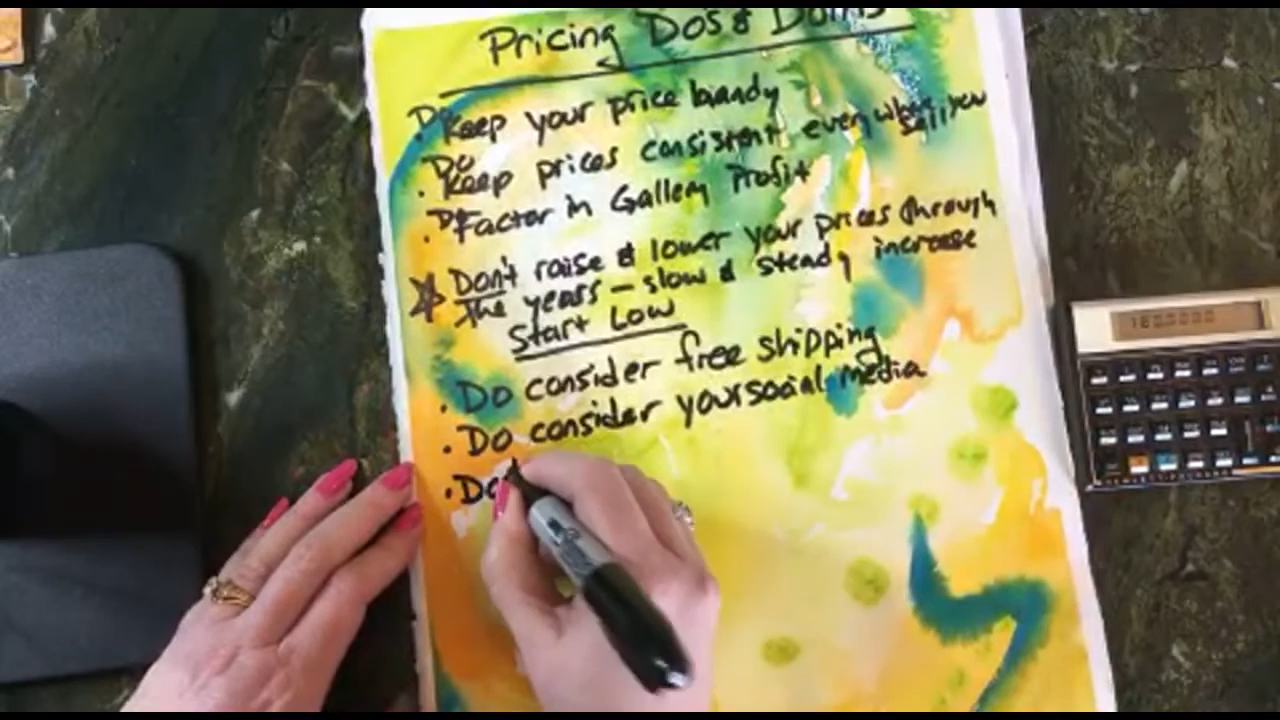 Pricing Dos & Don'ts
Do Keep your price handy
. Do Keep prices consistent even when you
sell
. Do Factor in Gallery Profit
Don't raise & lower your prices through
the years - slow & steady increase
Start Low
. Do consider free shipping
. Do consider your social media
. Do